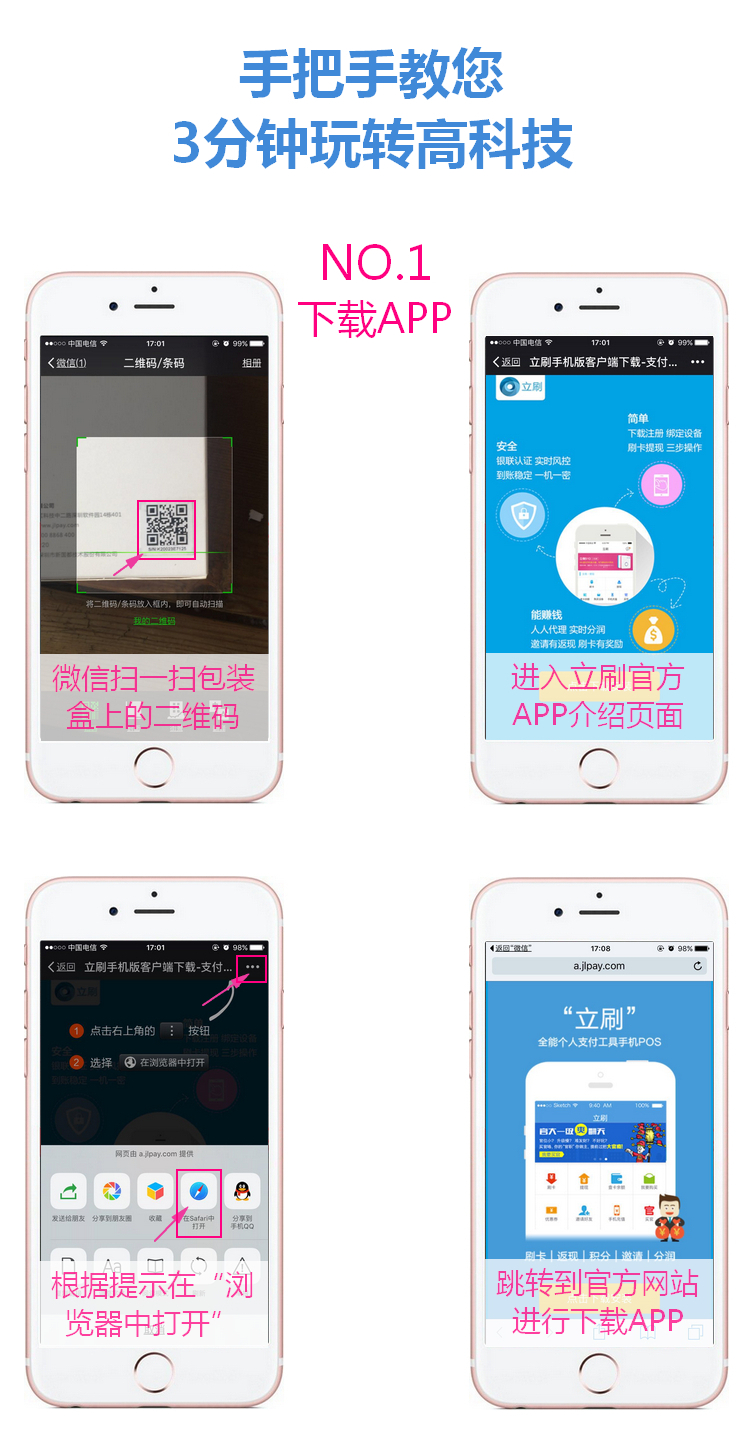 手把手教您
3分钟玩转高科技
NO.1
下载APP
中国电信 17:01 99%
微信(1) 二维码/条码 相册
将二维码/条码放入框内，即可自动扫描
我的二维码
微信扫一扫包装
盒上的二维码
中国电信 17:01 99%
返回 立刷手机版客户端下载-支付... •••
立刷
简单
下载注册 绑定设备
刷卡提现 三步操作
安全
银联认证 实时风控
到账稳定 一机一密
能赚钱
人人代理 实时分润
邀请有返现 刷卡有奖励
进入立刷官方
APP介绍页面
中国电信 17:01 98%
返回 立刷手机版客户端下载-支付... •••
立刷
1 点击右上角的 按钮
2 选择 在浏览器中打开
网页由 a.jlpay.com 提供
发送给朋友 分享到朋友圈 收藏 在Safari中打开 分享到手机QQ
根据提示在“浏
览器中打开”
返回“微信” 17:08 98%
a.jlpay.com
“立刷”
全能个人支付工具手机POS
Sketch 9:40 AM 100%
立刷
官大一级 爽 翻天
刷卡 | 返现 | 积分 | 邀请 | 分润
跳转到官方网站
进行下载APP